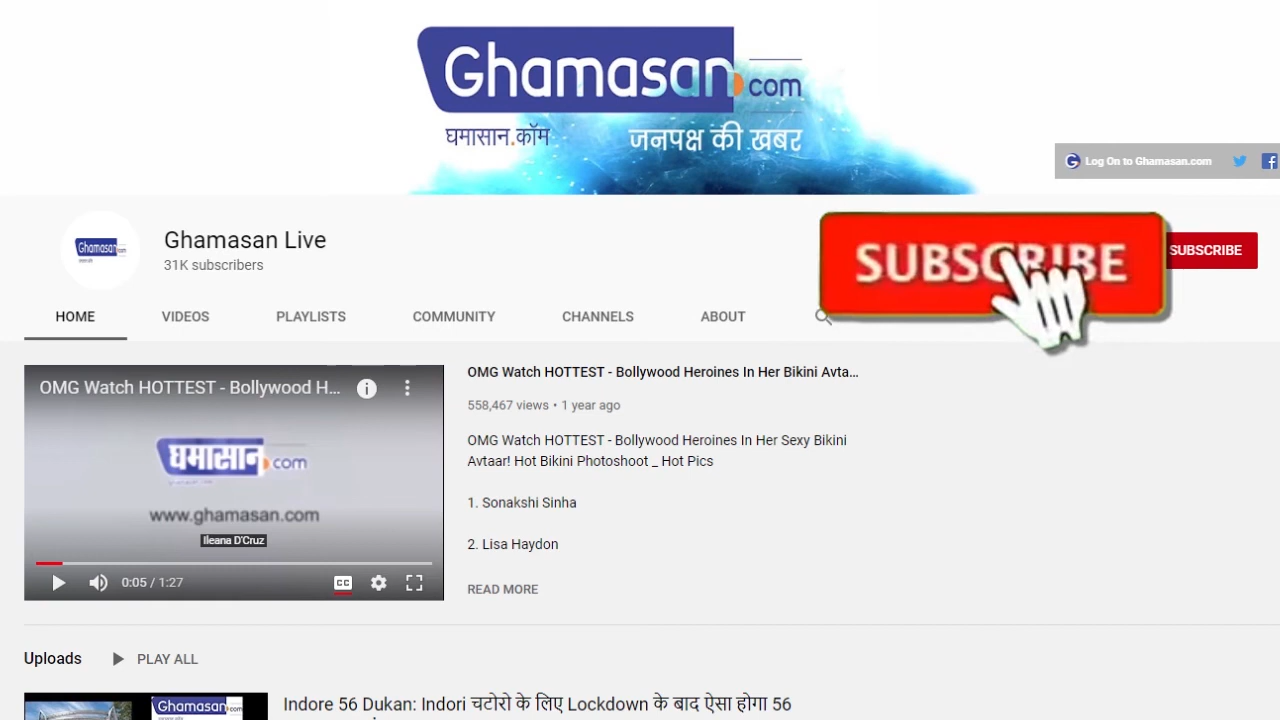 Ghamasan.com
घमासान.कॉम
जनपक्ष की खबर
Log On to Ghamasan.com
Ghamasan
Ghamasan Live
31K subscribers
SUBSCRIBE
SUBSCRIBE
HOME VIDEOS PLAYLISTS COMMUNITY CHANNELS ABOUT
OMG Watch HOTTEST - Bollywood H...
घमासान.com
www.ghamasan.com
Ileana D'Cruz
0:05 / 1:27
CC
OMG Watch HOTTEST - Bollywood Heroines In Her Bikini Avta...
558,467 views • 1 year ago
OMG Watch HOTTEST - Bollywood Heroines In Her Sexy Bikini
Avtaar! Hot Bikini Photoshoot _ Hot Pics
1. Sonakshi Sinha
2. Lisa Haydon
READ MORE
Uploads PLAY ALL
Ghamasan.com
Indore 56 Dukan: Indori चटोरो के लिए Lockdown के बाद ऐसा होगा 56